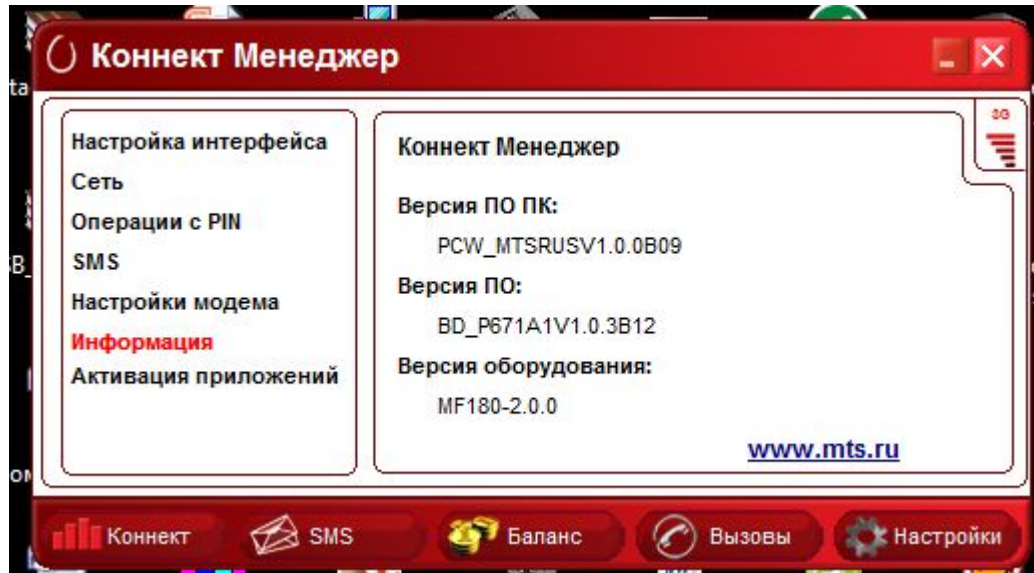 Коннект Менеджер
3G
Настройка интерфейса
Сеть
Операции с PIN
SMS
Настройки модема
Информация
Активация приложений
Коннект Менеджер
Версия ПО ПК:
PCW_MTSRUSV1.0.0B09
Версия ПО:
BD_P671A1V1.0.3B12
Версия оборудования:
MF180-2.0.0
www.mts.ru
Коннект
SMS
Баланс
Вызовы
Настройки